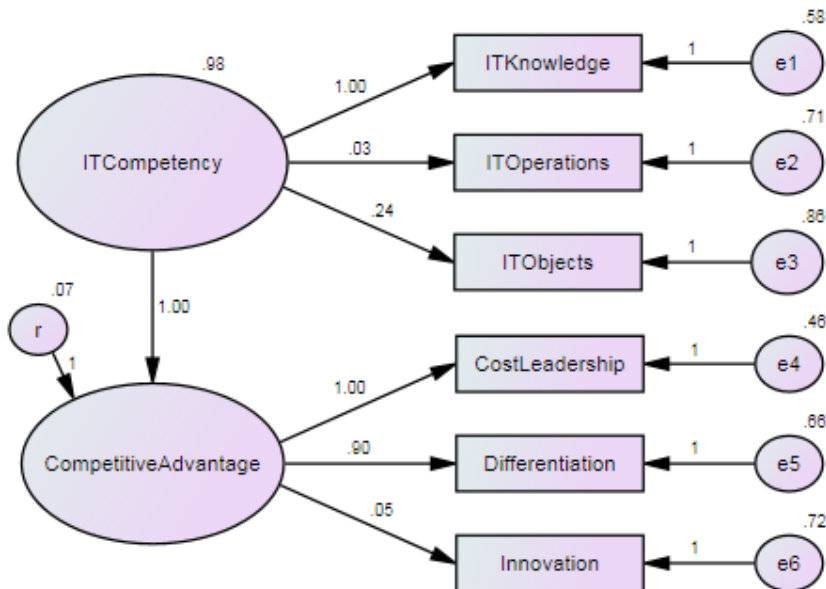 .58
.98
ITKnowledge
1
e1
1.00
.71
ITCompetency
.03
ITOperations
1
e2
.24
.86
ITObjects
1
e3
.07
1.00
.46
r
1
CostLeadership
1
e4
1.00
.66
CompetitiveAdvantage
.90
Differentiation
1
e5
.05
.72
Innovation
1
e6